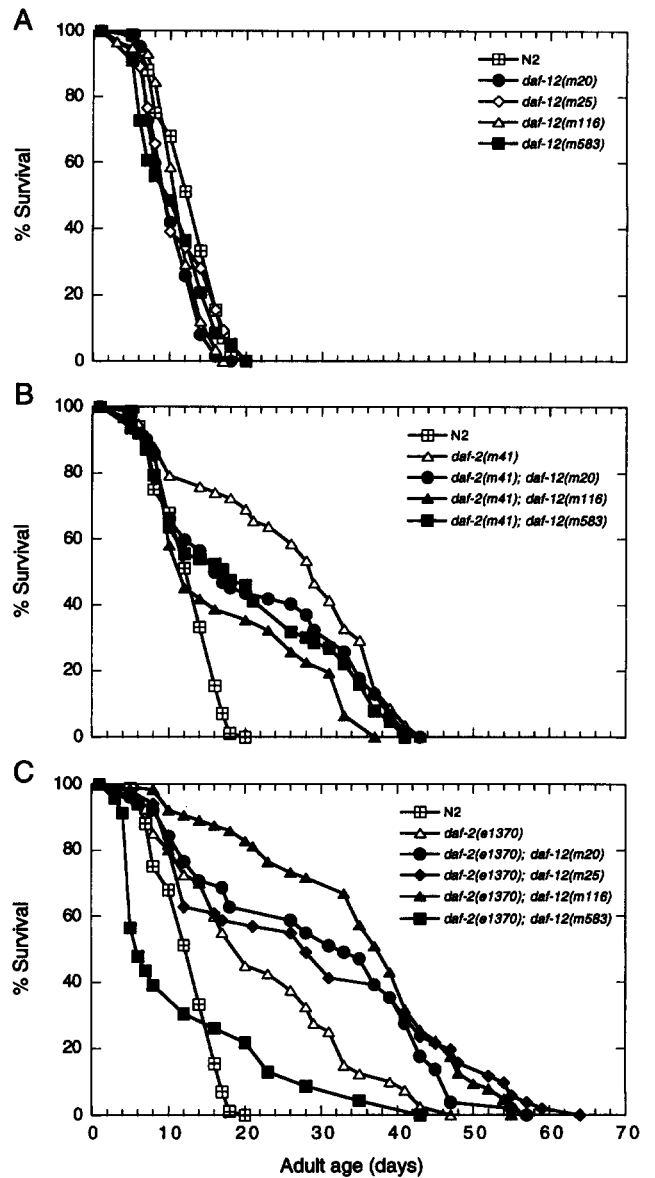 A
100
80
60
40
20
0
% Survival
N2
daf-12(m20)
daf-12(m25)
daf-12(m116)
daf-12(m583)
B
100
80
60
40
20
0
% Survival
N2
daf-2(m41)
daf-2(m41); daf-12(m20)
daf-2(m41); daf-12(m116)
daf-2(m41); daf-12(m583)
C
100
80
60
40
20
0
% Survival
N2
daf-2(e1370)
daf-2(e1370); daf-12(m20)
daf-2(e1370); daf-12(m25)
daf-2(e1370); daf-12(m116)
daf-2(e1370); daf-12(m583)
0 10 20 30 40 50 60 70
Adult age (days)